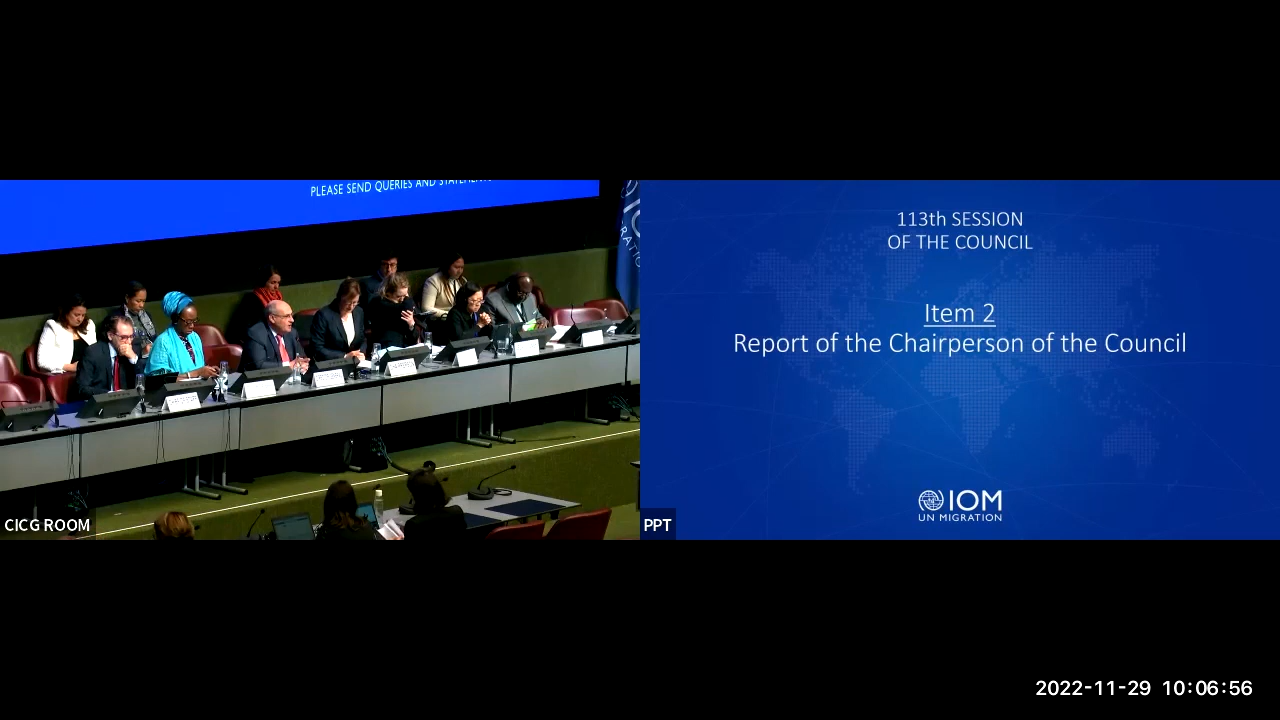 PLEASE SEND QUERIES AND
CICG ROOM
113th SESSION
OF THE COUNCIL
Item 2
Report of the Chairperson of the Council
IOM
UN MIGRATION
PPT
2022-11-29 10:06:56